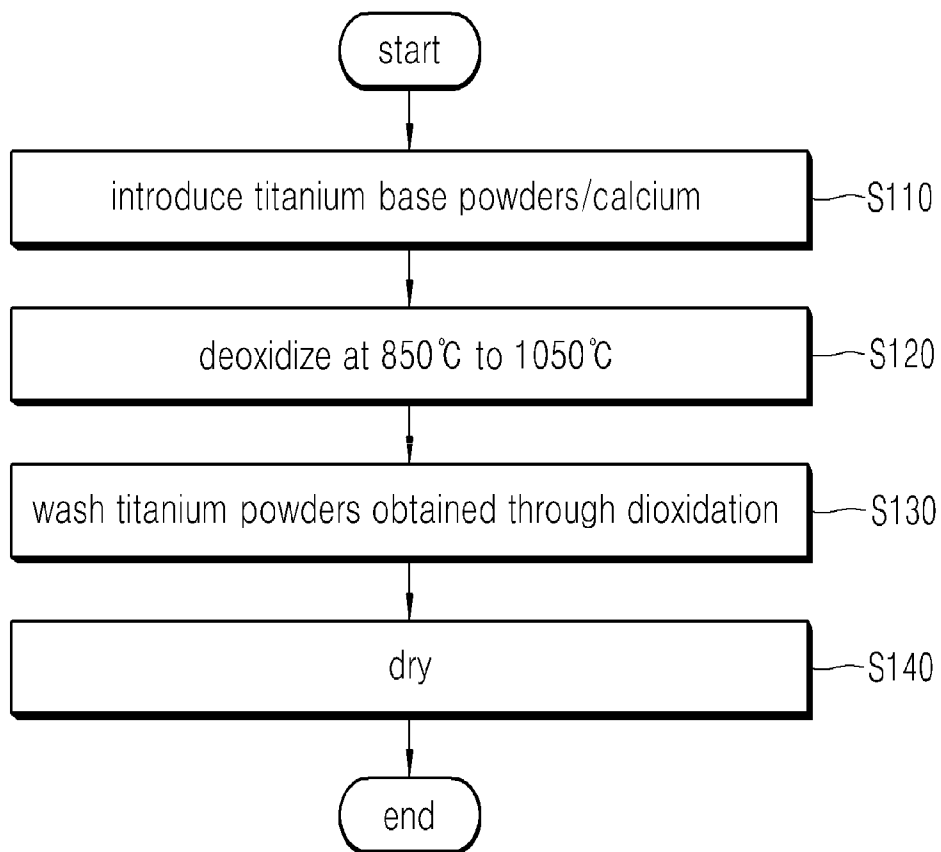 start
introduce titanium base powders/calcium
S110
deoxidize at 850℃ to 1050℃
S120
wash titanium powders obtained through dioxidation
S130
dry
S140
end